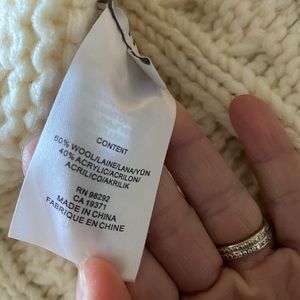 CONTENT
60% WOOL/LAINE/LANA/YÜN
40% ACRYLIC/ACRILON/
ACRILICO/AKRILIK
RN 98292
CA 19371
MADE IN CHINA
FABRIQUE EN CHINE